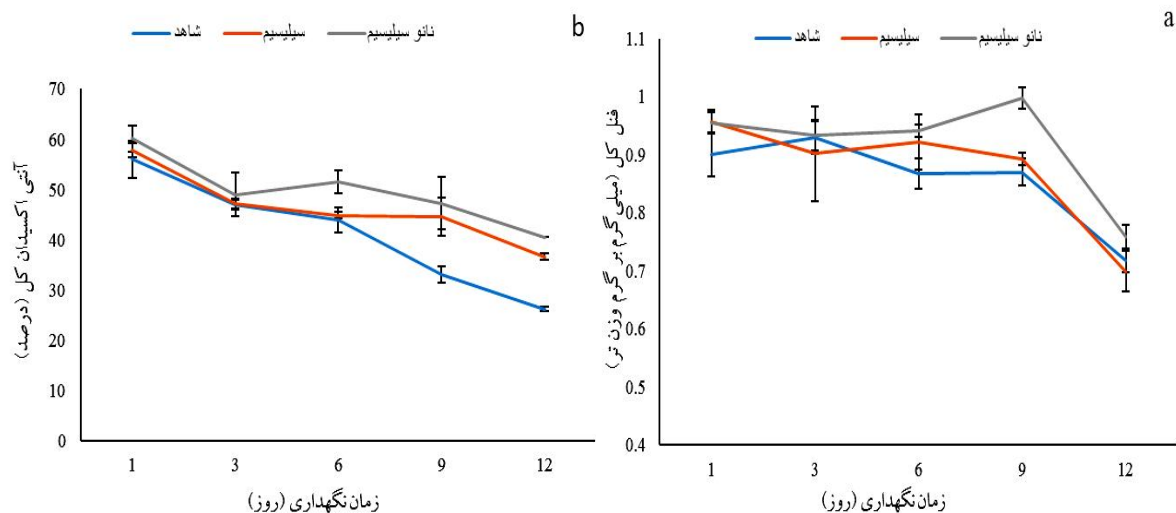 a
نانو سیلیسیم
سیلیسیم
شاهد
فنل کل (میلی گرم بر گرم وزن تر)
1.1
1
0.9
0.8
0.7
0.6
0.5
0.4
1 3 6 9 12
زمان نگهداری (روز)
b
نانو سیلیسیم
سیلیسیم
شاهد
آنتی اکسیدان کل (درصد)
70
60
50
40
30
20
10
0
1 3 6 9 12
زمان نگهداری (روز)